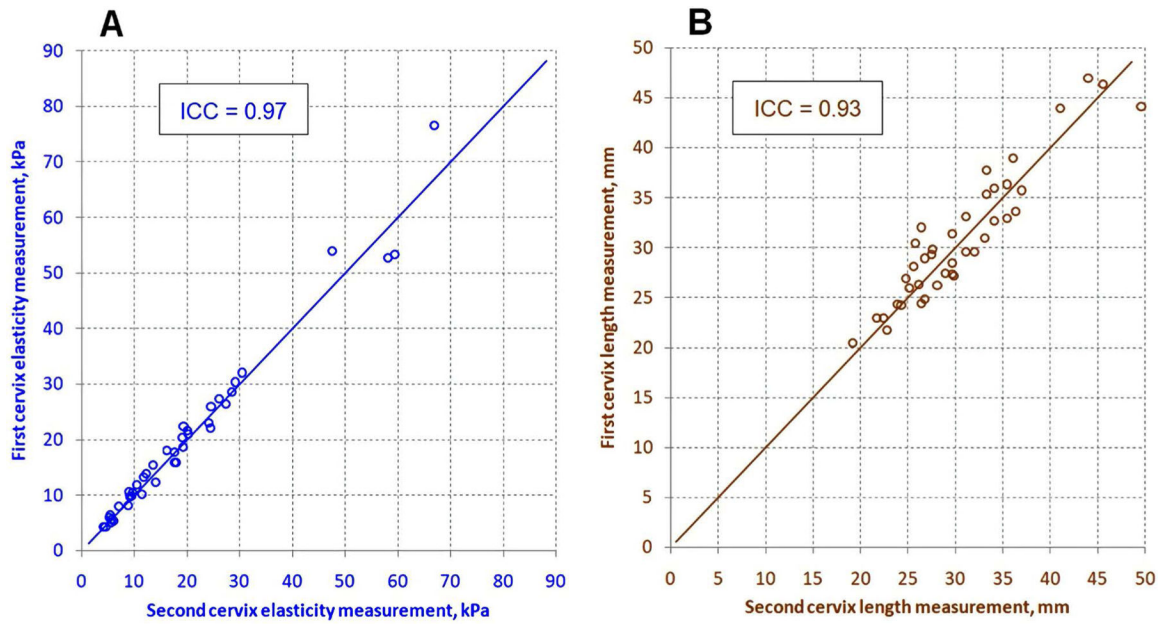 A
ICC = 0.97
First cervix elasticity measurement, kPa
90
80
70
60
50
40
30
20
10
0
0 10 20 30 40 50 60 70 80 90
Second cervix elasticity measurement, kPa
B
ICC = 0.93
First cervix length measurement, mm
50
45
40
35
30
25
20
15
10
5
0
0 5 10 15 20 25 30 35 40 45 50
Second cervix length measurement, mm